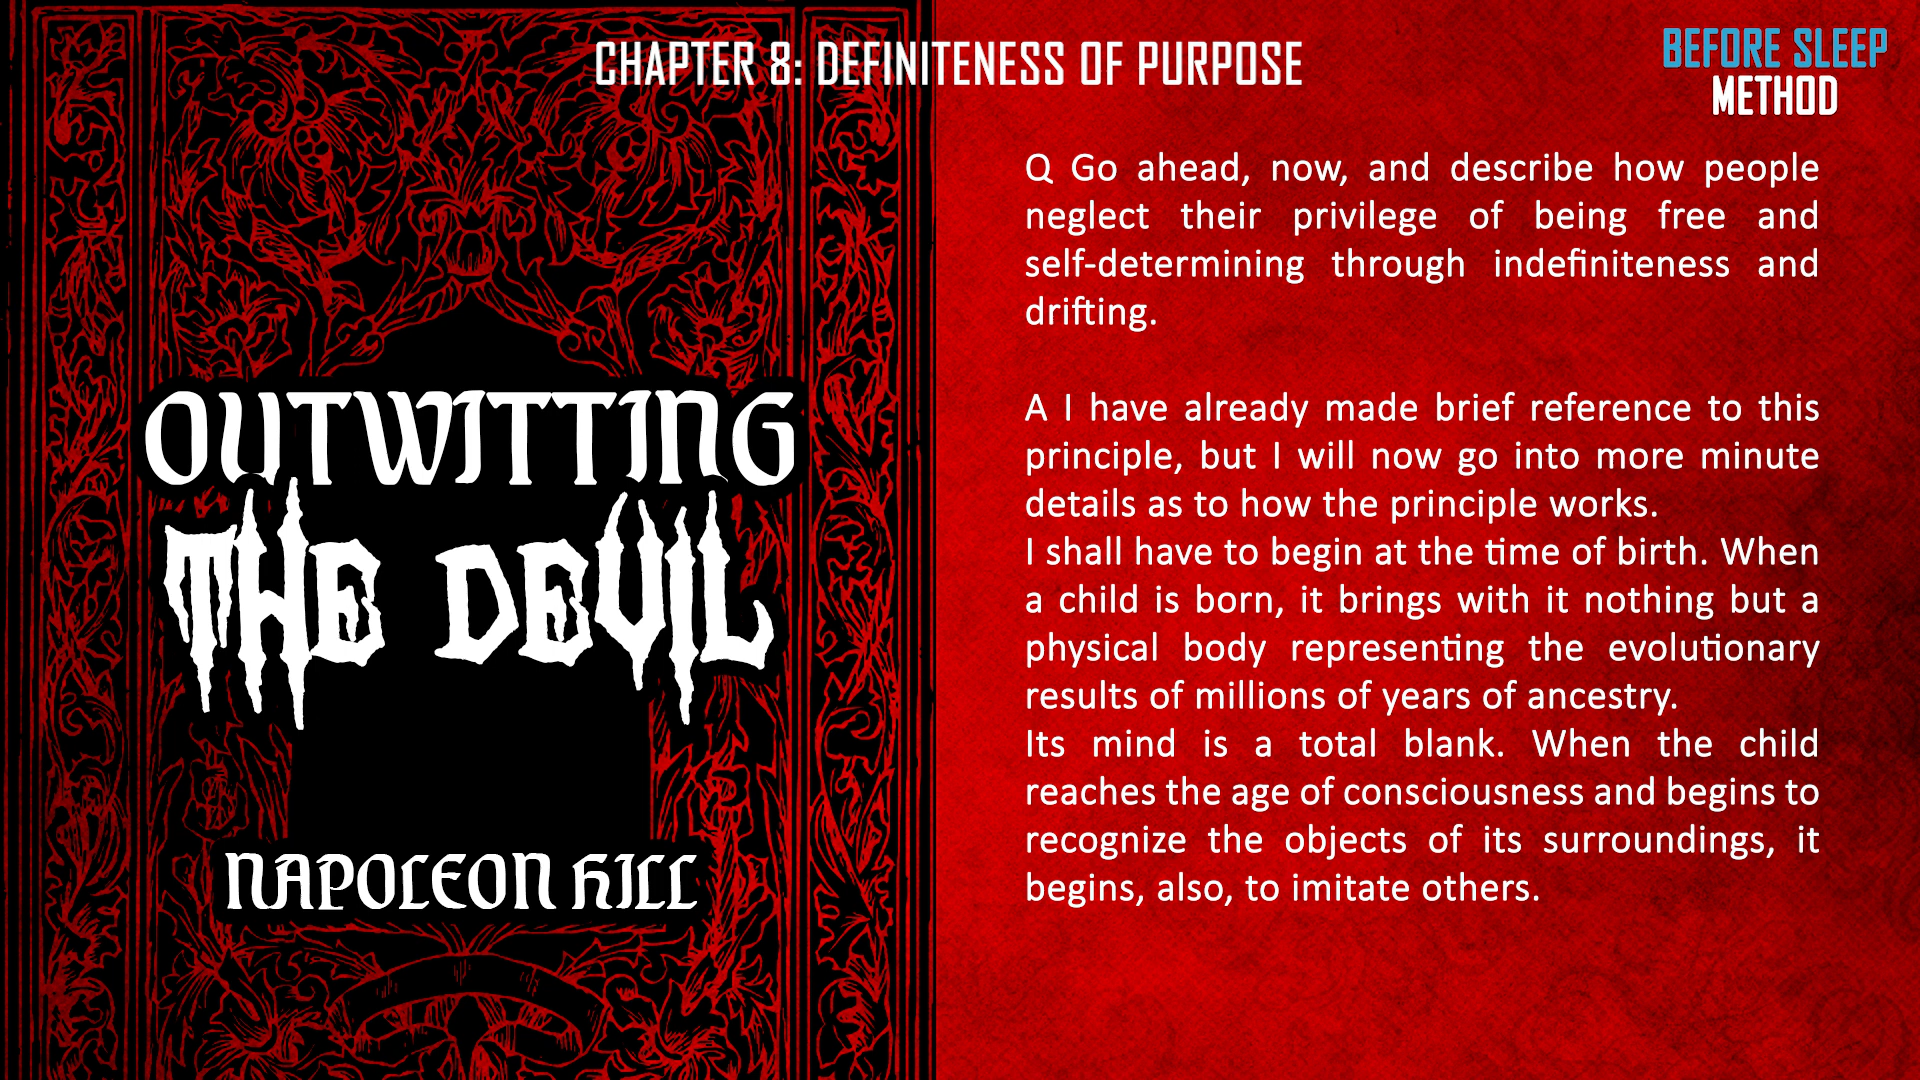 CHAPTER 8: DEFINITENESS OF PURPOSE
BEFORE SLEEP
METHOD
OUTWITTING
THE DEVIL
NAPOLEON HILL
Q Go ahead, now, and describe how people
neglect their privilege of being free and
self-determining through indefiniteness and
drifting.
A I have already made brief reference to this
principle, but I will now go into more minute
details as to how the principle works.
I shall have to begin at the time of birth. When
a child is born, it brings with it nothing but a
physical body representing the evolutionary
results of millions of years of ancestry.
Its mind is a total blank. When the child
reaches the age of consciousness and begins to
recognize the objects of its surroundings, it
begins, also, to imitate others.